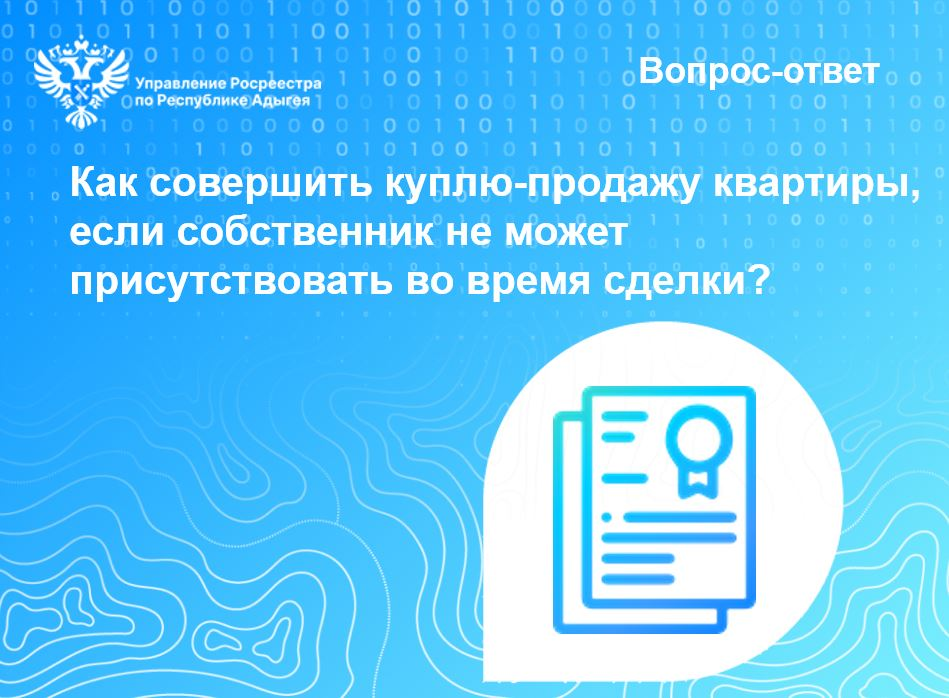 Управление Росреестра
по Республике Адыгея
Вопрос-ответ
Как совершить куплю-продажу квартиры,
если собственник не может
присутствовать во время сделки?